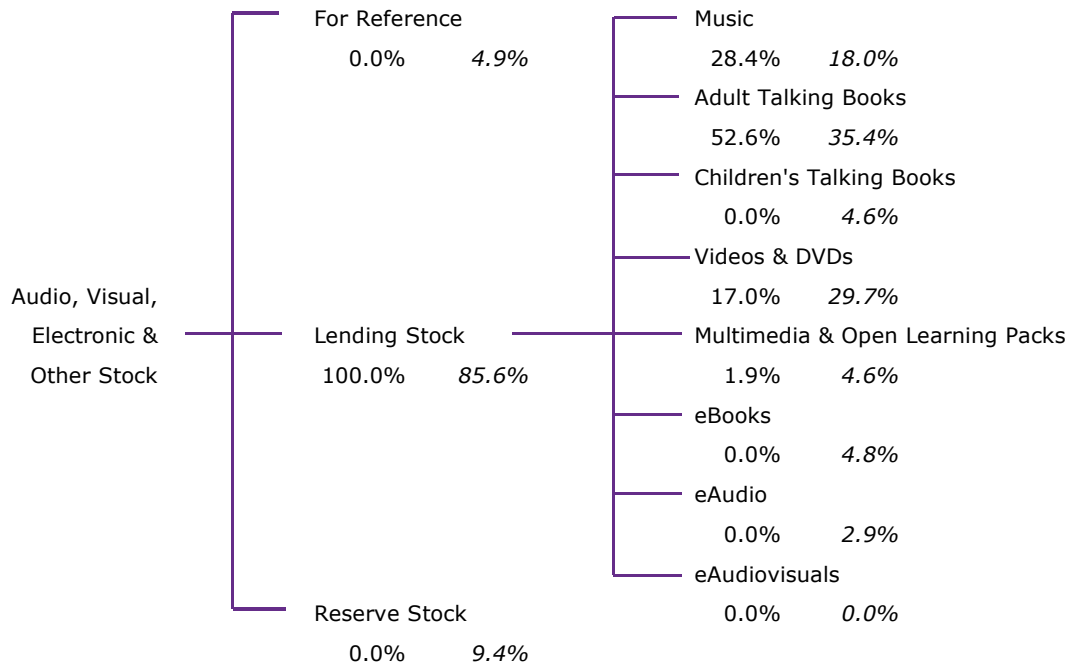 For Reference
0.0% 4.9%
Audio, Visual,
Electronic &
Other Stock
Lending Stock
100.0% 85.6%
Reserve Stock
0.0% 9.4%
Music
28.4% 18.0%
Adult Talking Books
52.6% 35.4%
Children's Talking Books
0.0% 4.6%
Videos & DVDs
17.0% 29.7%
Multimedia & Open Learning Packs
1.9% 4.6%
eBooks
0.0% 4.8%
eAudio
0.0% 2.9%
eAudiovisuals
0.0% 0.0%